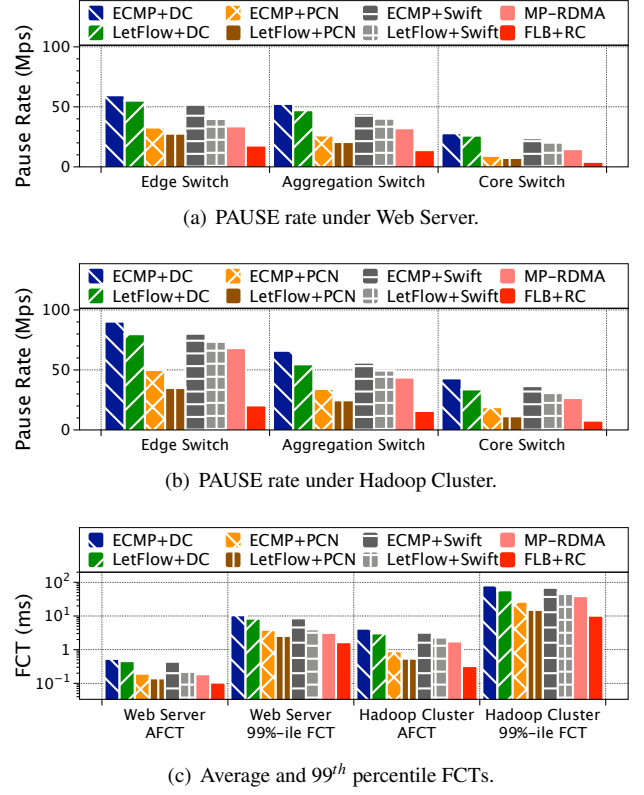 ECMP+DC ECMP+PCN ECMP+Swift MP-RDMA
LetFlow+DC LetFlow+PCN LetFlow+Swift FLB+RC
Pause Rate (Mps)
100
50
0
Edge Switch Aggregation Switch Core Switch
(a) PAUSE rate under Web Server.
ECMP+DC ECMP+PCN ECMP+Swift MP-RDMA
LetFlow+DC LetFlow+PCN LetFlow+Swift FLB+RC
Pause Rate (Mps)
100
50
0
Edge Switch Aggregation Switch Core Switch
(b) PAUSE rate under Hadoop Cluster.
ECMP+DC ECMP+PCN ECMP+Swift MP-RDMA
LetFlow+DC LetFlow+PCN LetFlow+Swift FLB+RC
FCT (ms)
10²
10¹
1
10⁻¹
Web Server Web Server Hadoop Cluster Hadoop Cluster
AFCT 99%-ile FCT AFCT 99%-ile FCT
(c) Average and 99th percentile FCTs.